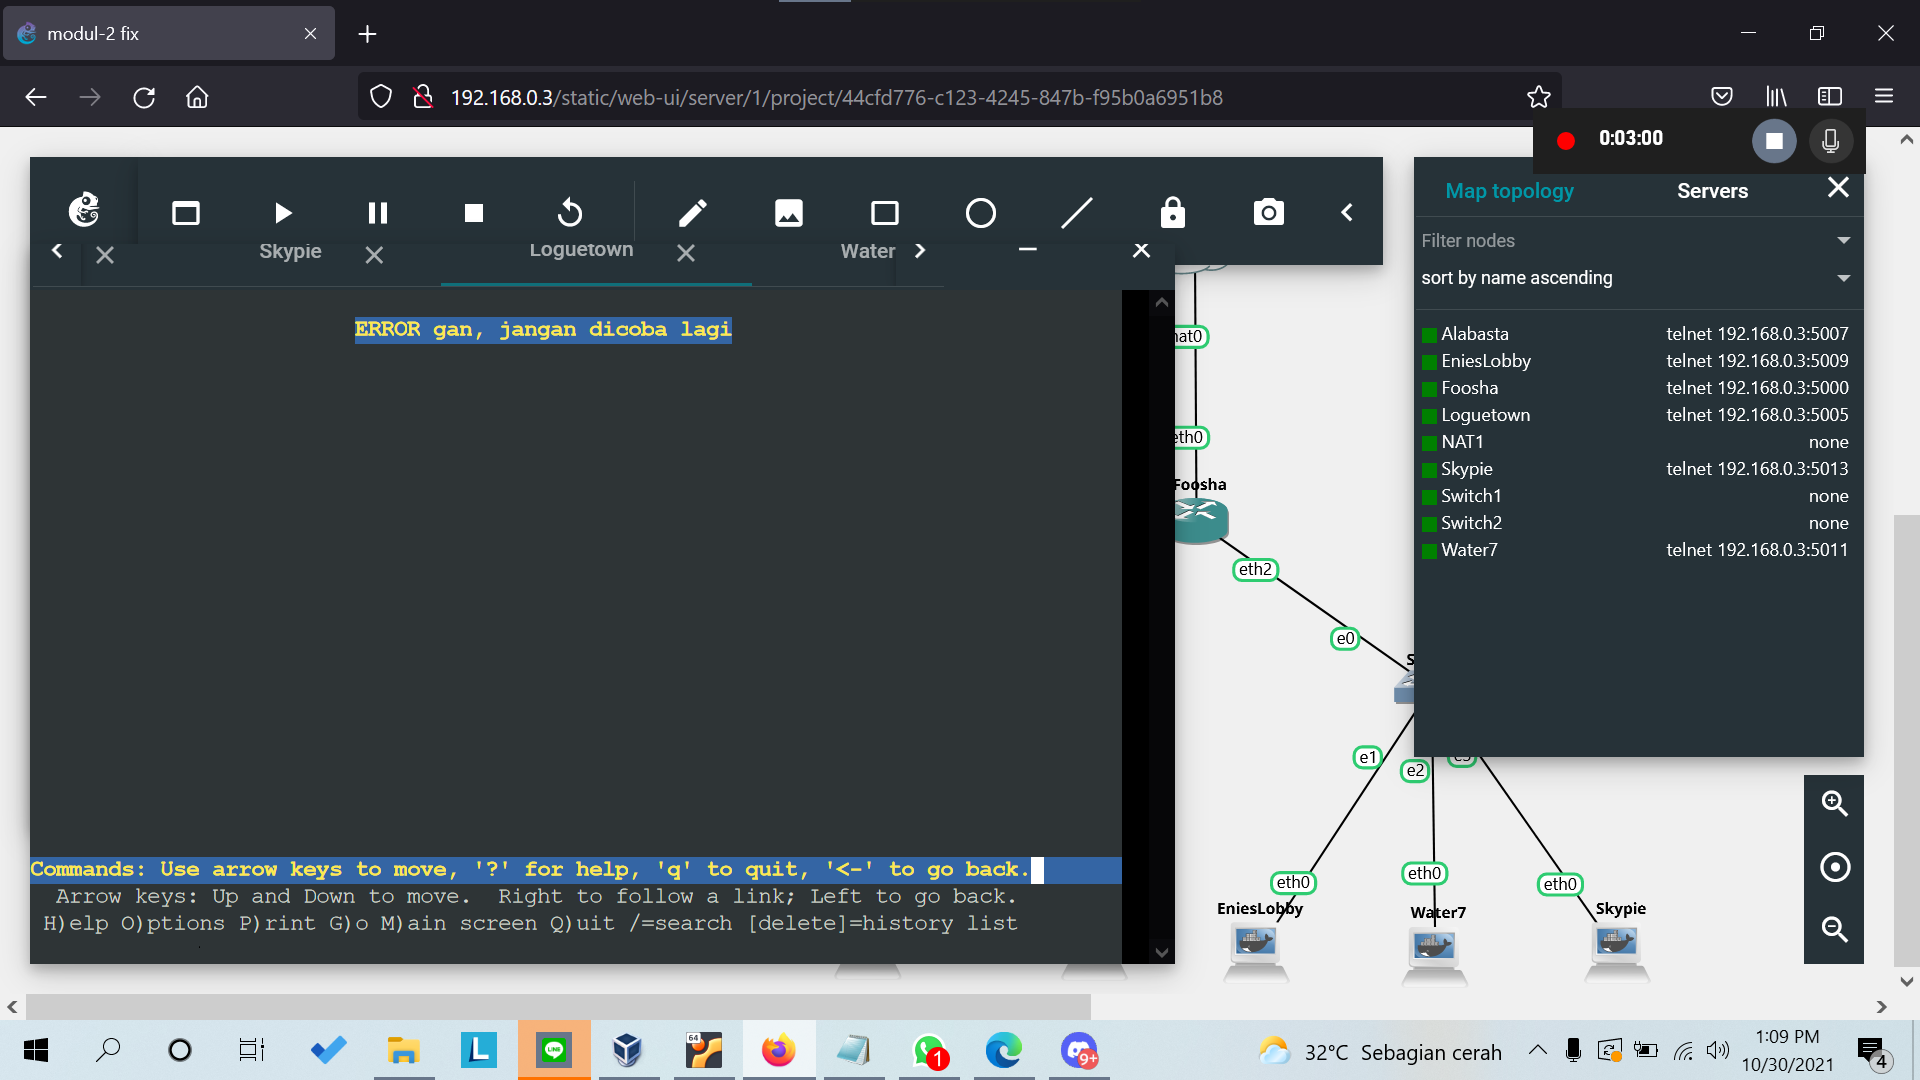 modul-2 fix
192.168.0.3/static/web-ui/server/1/project/44cfd776-c123-4245-847b-f95b0a6951b8
0:03:00
Map topology Servers
Filter nodes
sort by name ascending
Alabasta telnet 192.168.0.3:5007
EniesLobby telnet 192.168.0.3:5009
Foosha telnet 192.168.0.3:5000
Loguetown telnet 192.168.0.3:5005
NAT1 none
Skypie telnet 192.168.0.3:5013
Switch1 none
Switch2 none
Water7 telnet 192.168.0.3:5011
Skypie Loguetown Water
ERROR gan, jangan dicoba lagi
Commands: Use arrow keys to move, '?' for help, 'q' to quit, '<-' to go back.
Arrow keys: Up and Down to move. Right to follow a link; Left to go back.
H)elp O)ptions P)rint G)o M)ain screen Q)uit /=search [delete]=history list
nat0
eth0
Foosha
eth2
e0
S
e1
e2
e3
eth0
eth0
eth0
EniesLobby
Water7
Skypie
L
LINE
64
1
9+
32°C Sebagian cerah
1:09 PM
10/30/2021
4